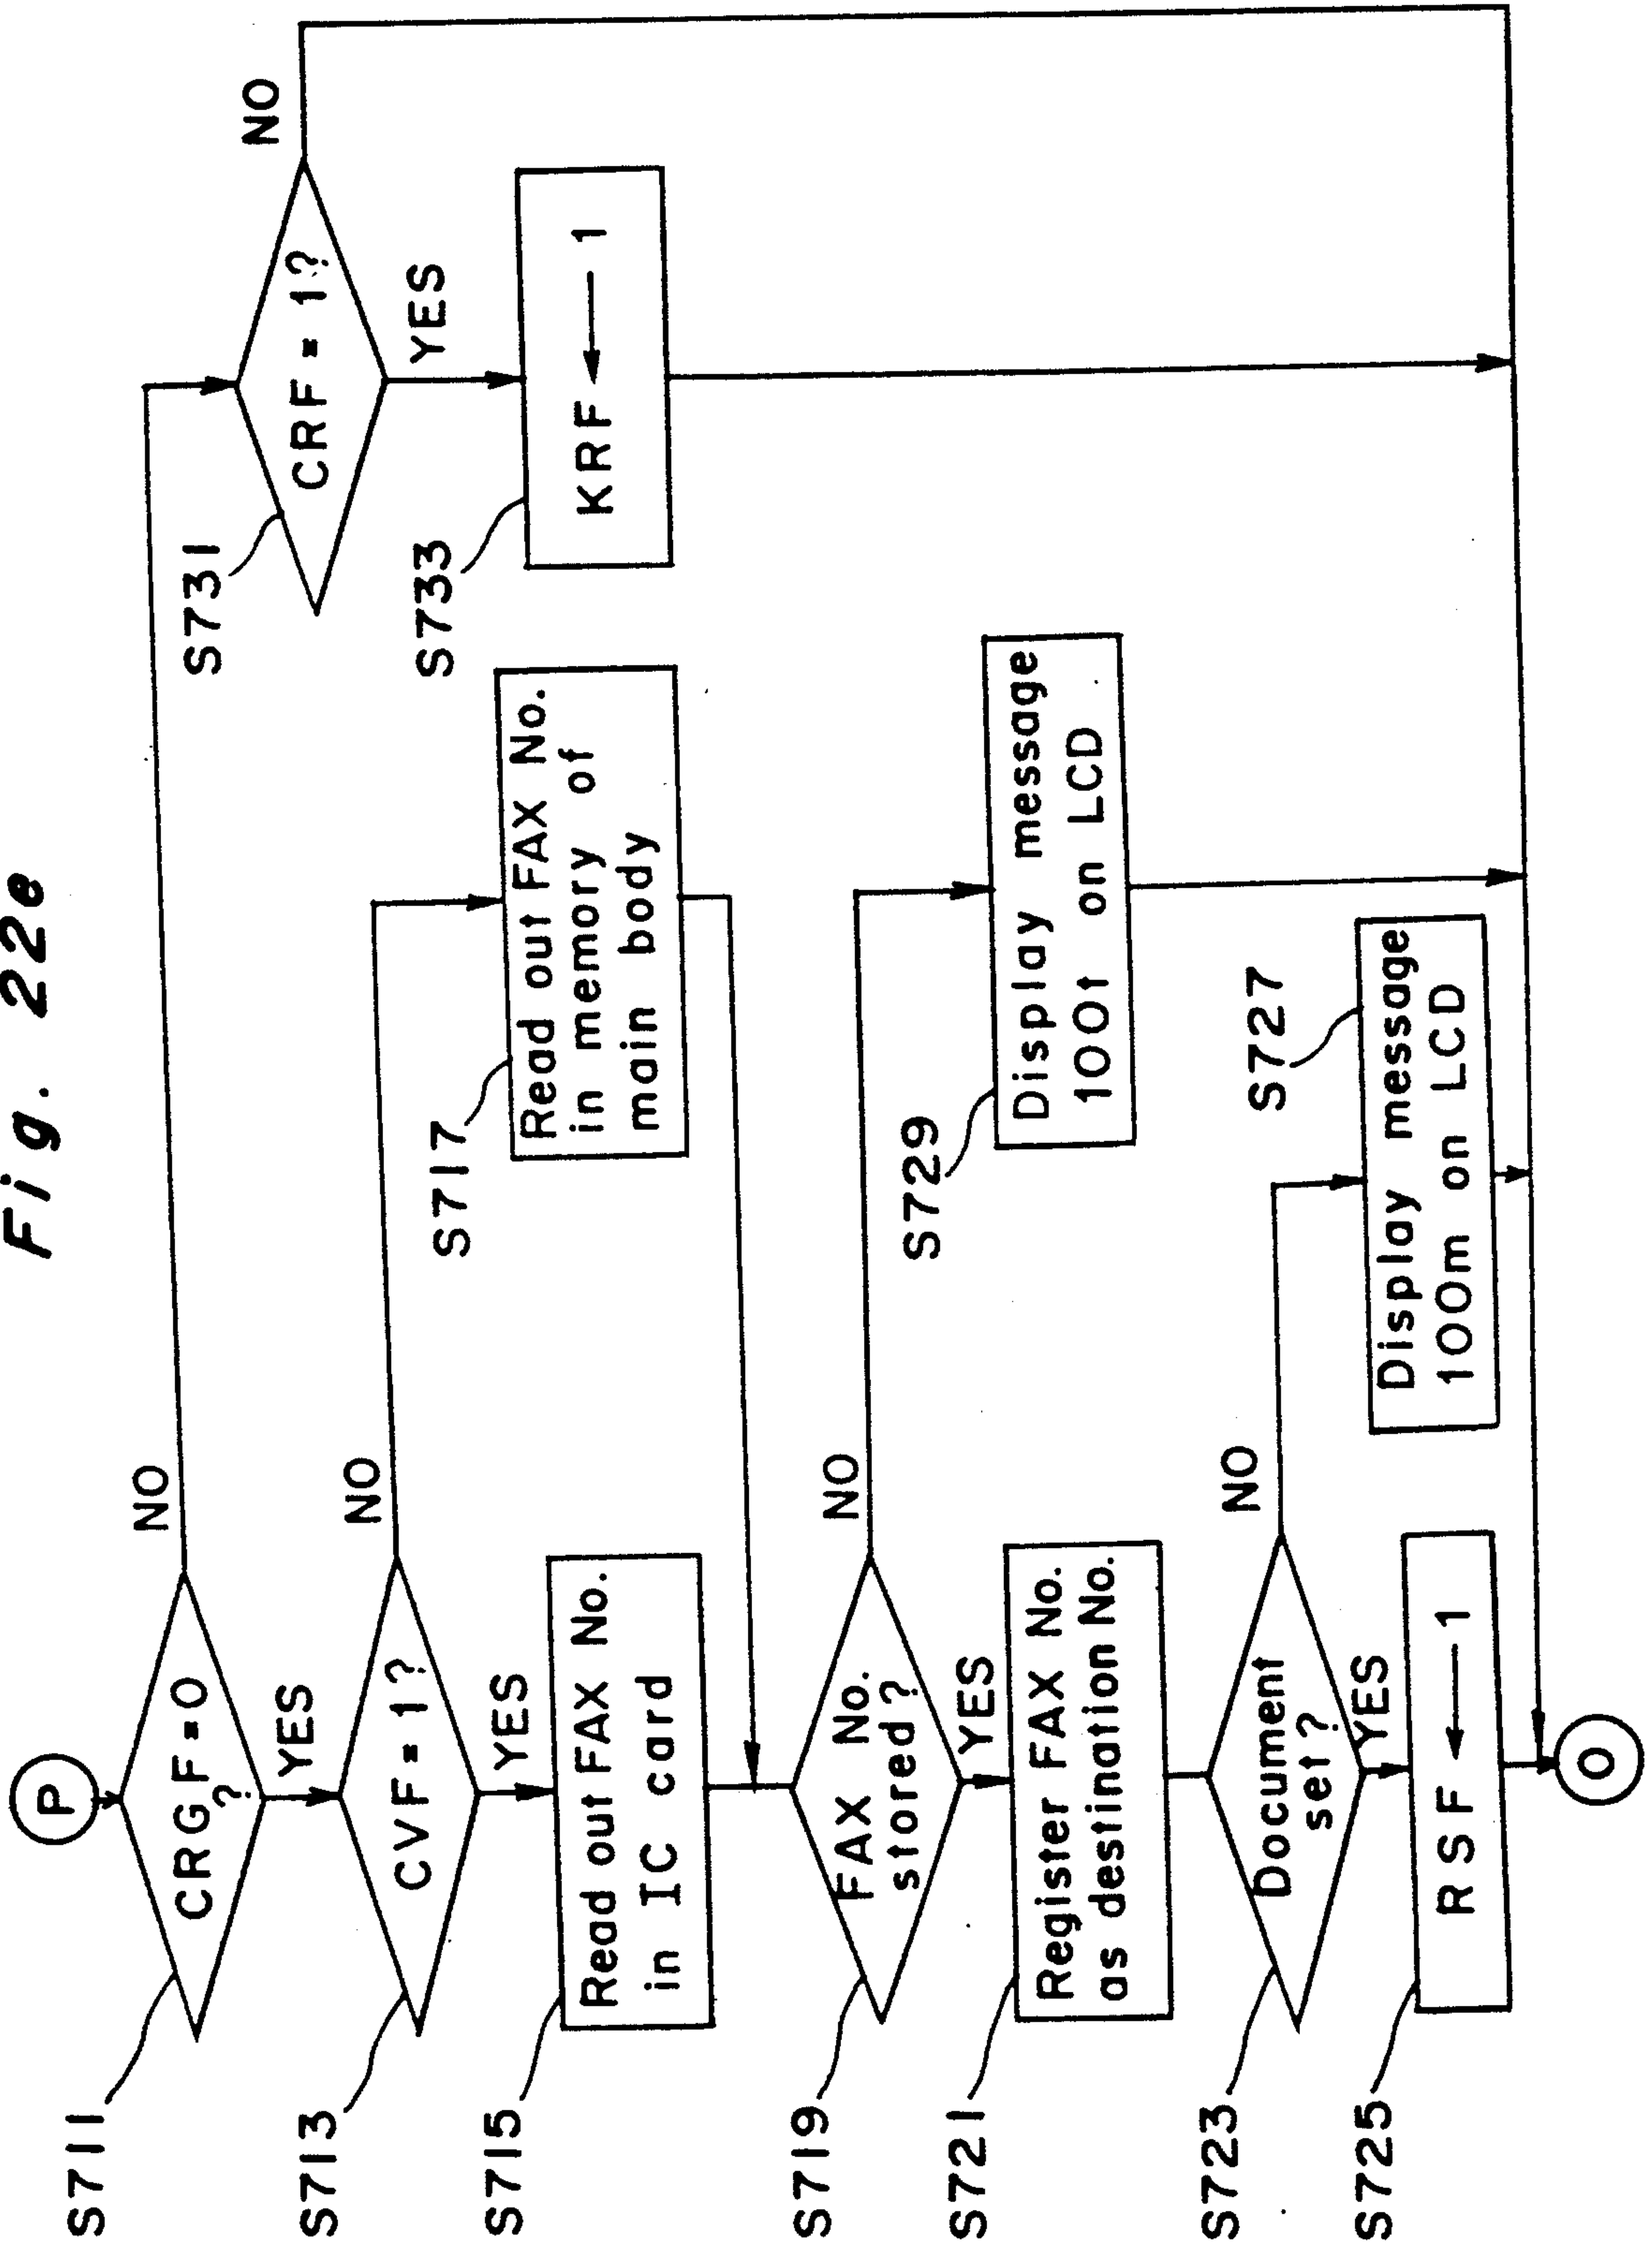 Fig. 22e
P
S711
CRGF=0
?
NO
YES
S713
CVF=1?
NO
YES
S715
Read out FAX No.
in IC card
S717
Read out FAX No.
in memory of
main body
S719
FAX No.
stored?
NO
YES
S721
Register FAX No.
as destination No.
S723
Document
set?
NO
YES
S725
RSF ← 1
S727
Display message
100m on LCD
S729
Display message
100t on LCD
S731
CRF = 1?
NO
YES
S733
KRF ← 1
O